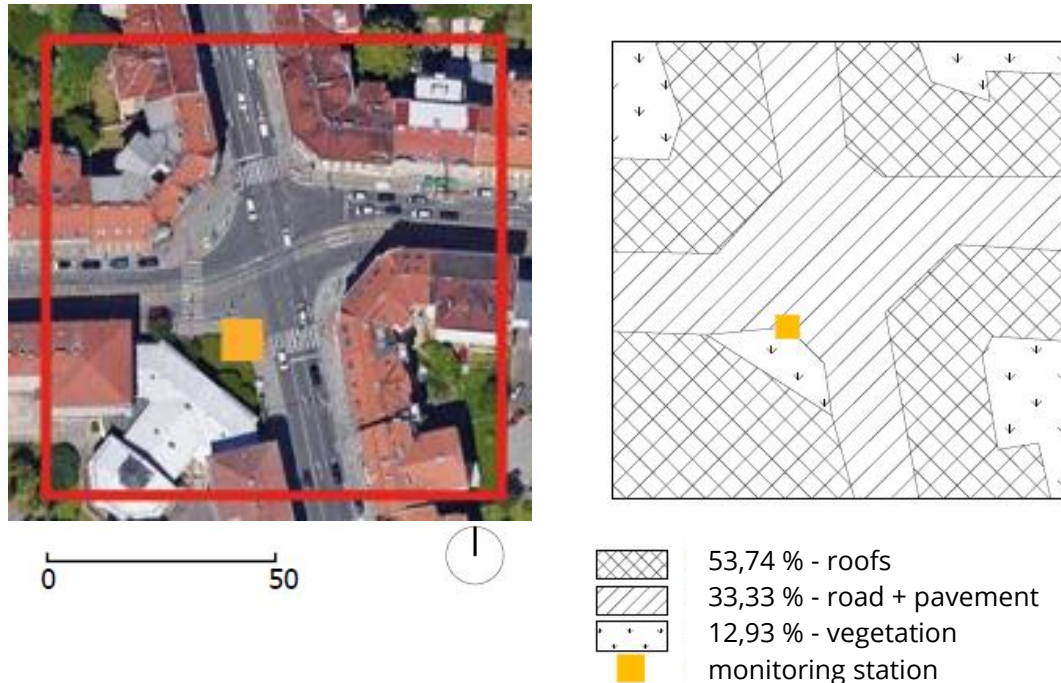 0 50
53,74 % - roofs
33,33 % - road + pavement
12,93 % - vegetation
monitoring station